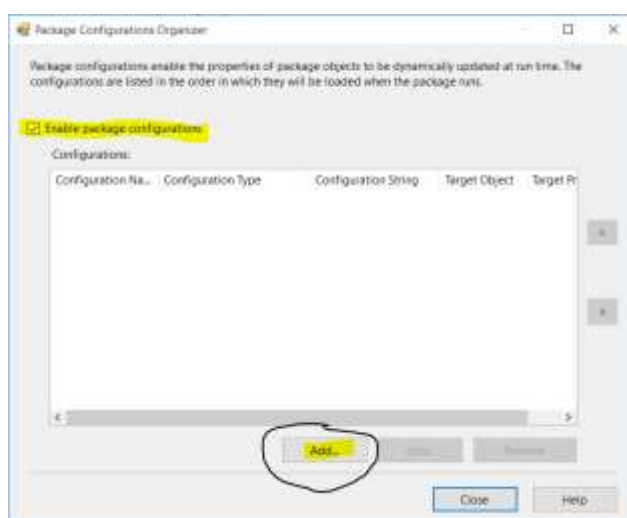 Package Configurations Organizer
Package configurations enable the properties of package objects to be dynamically updated at run time. The
configurations are listed in the order in which they will be loaded when the package runs.
Enable package configurations
Configurations:
Configuration Na... Configuration Type Configuration String Target Object Target Pr
Add...
Close Help